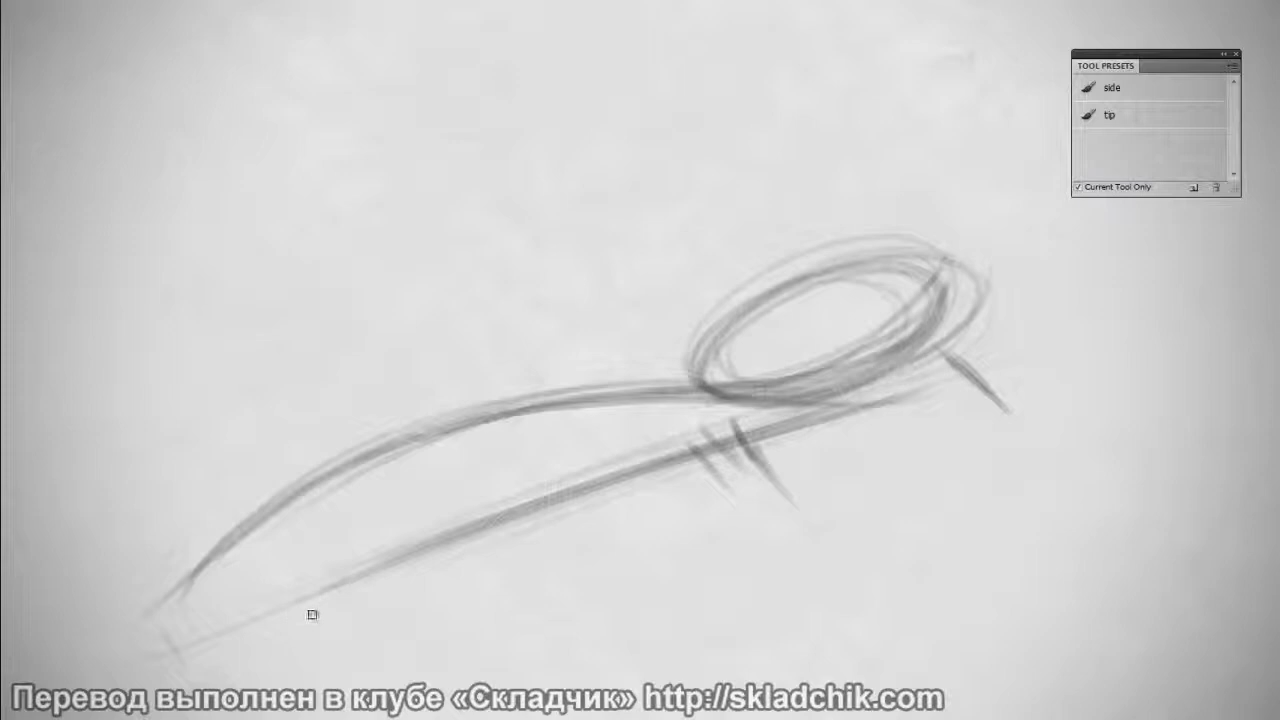 TOOL PRESETS
side
tip
Current Tool Only
Перевод выполнен в клубе «Складчик» http://skladchik.com